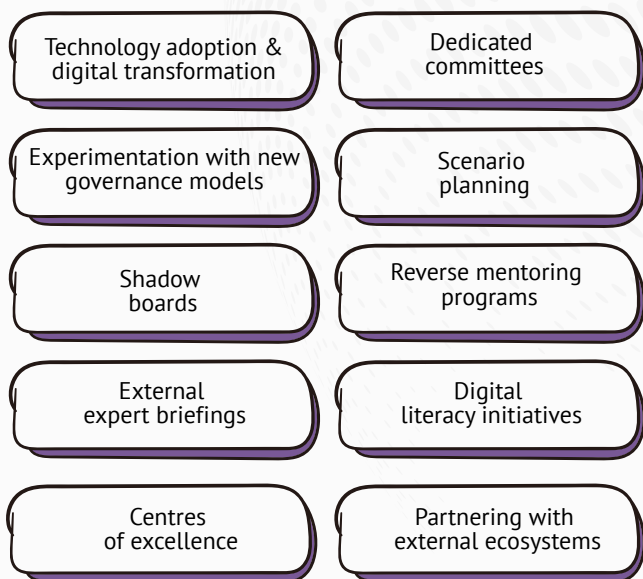 Technology adoption &
digital transformation
Dedicated
committees
Experimentation with new
governance models
Scenario
planning
Shadow
boards
Reverse mentoring
programs
External
expert briefings
Digital
literacy initiatives
Centres
of excellence
Partnering with
external ecosystems